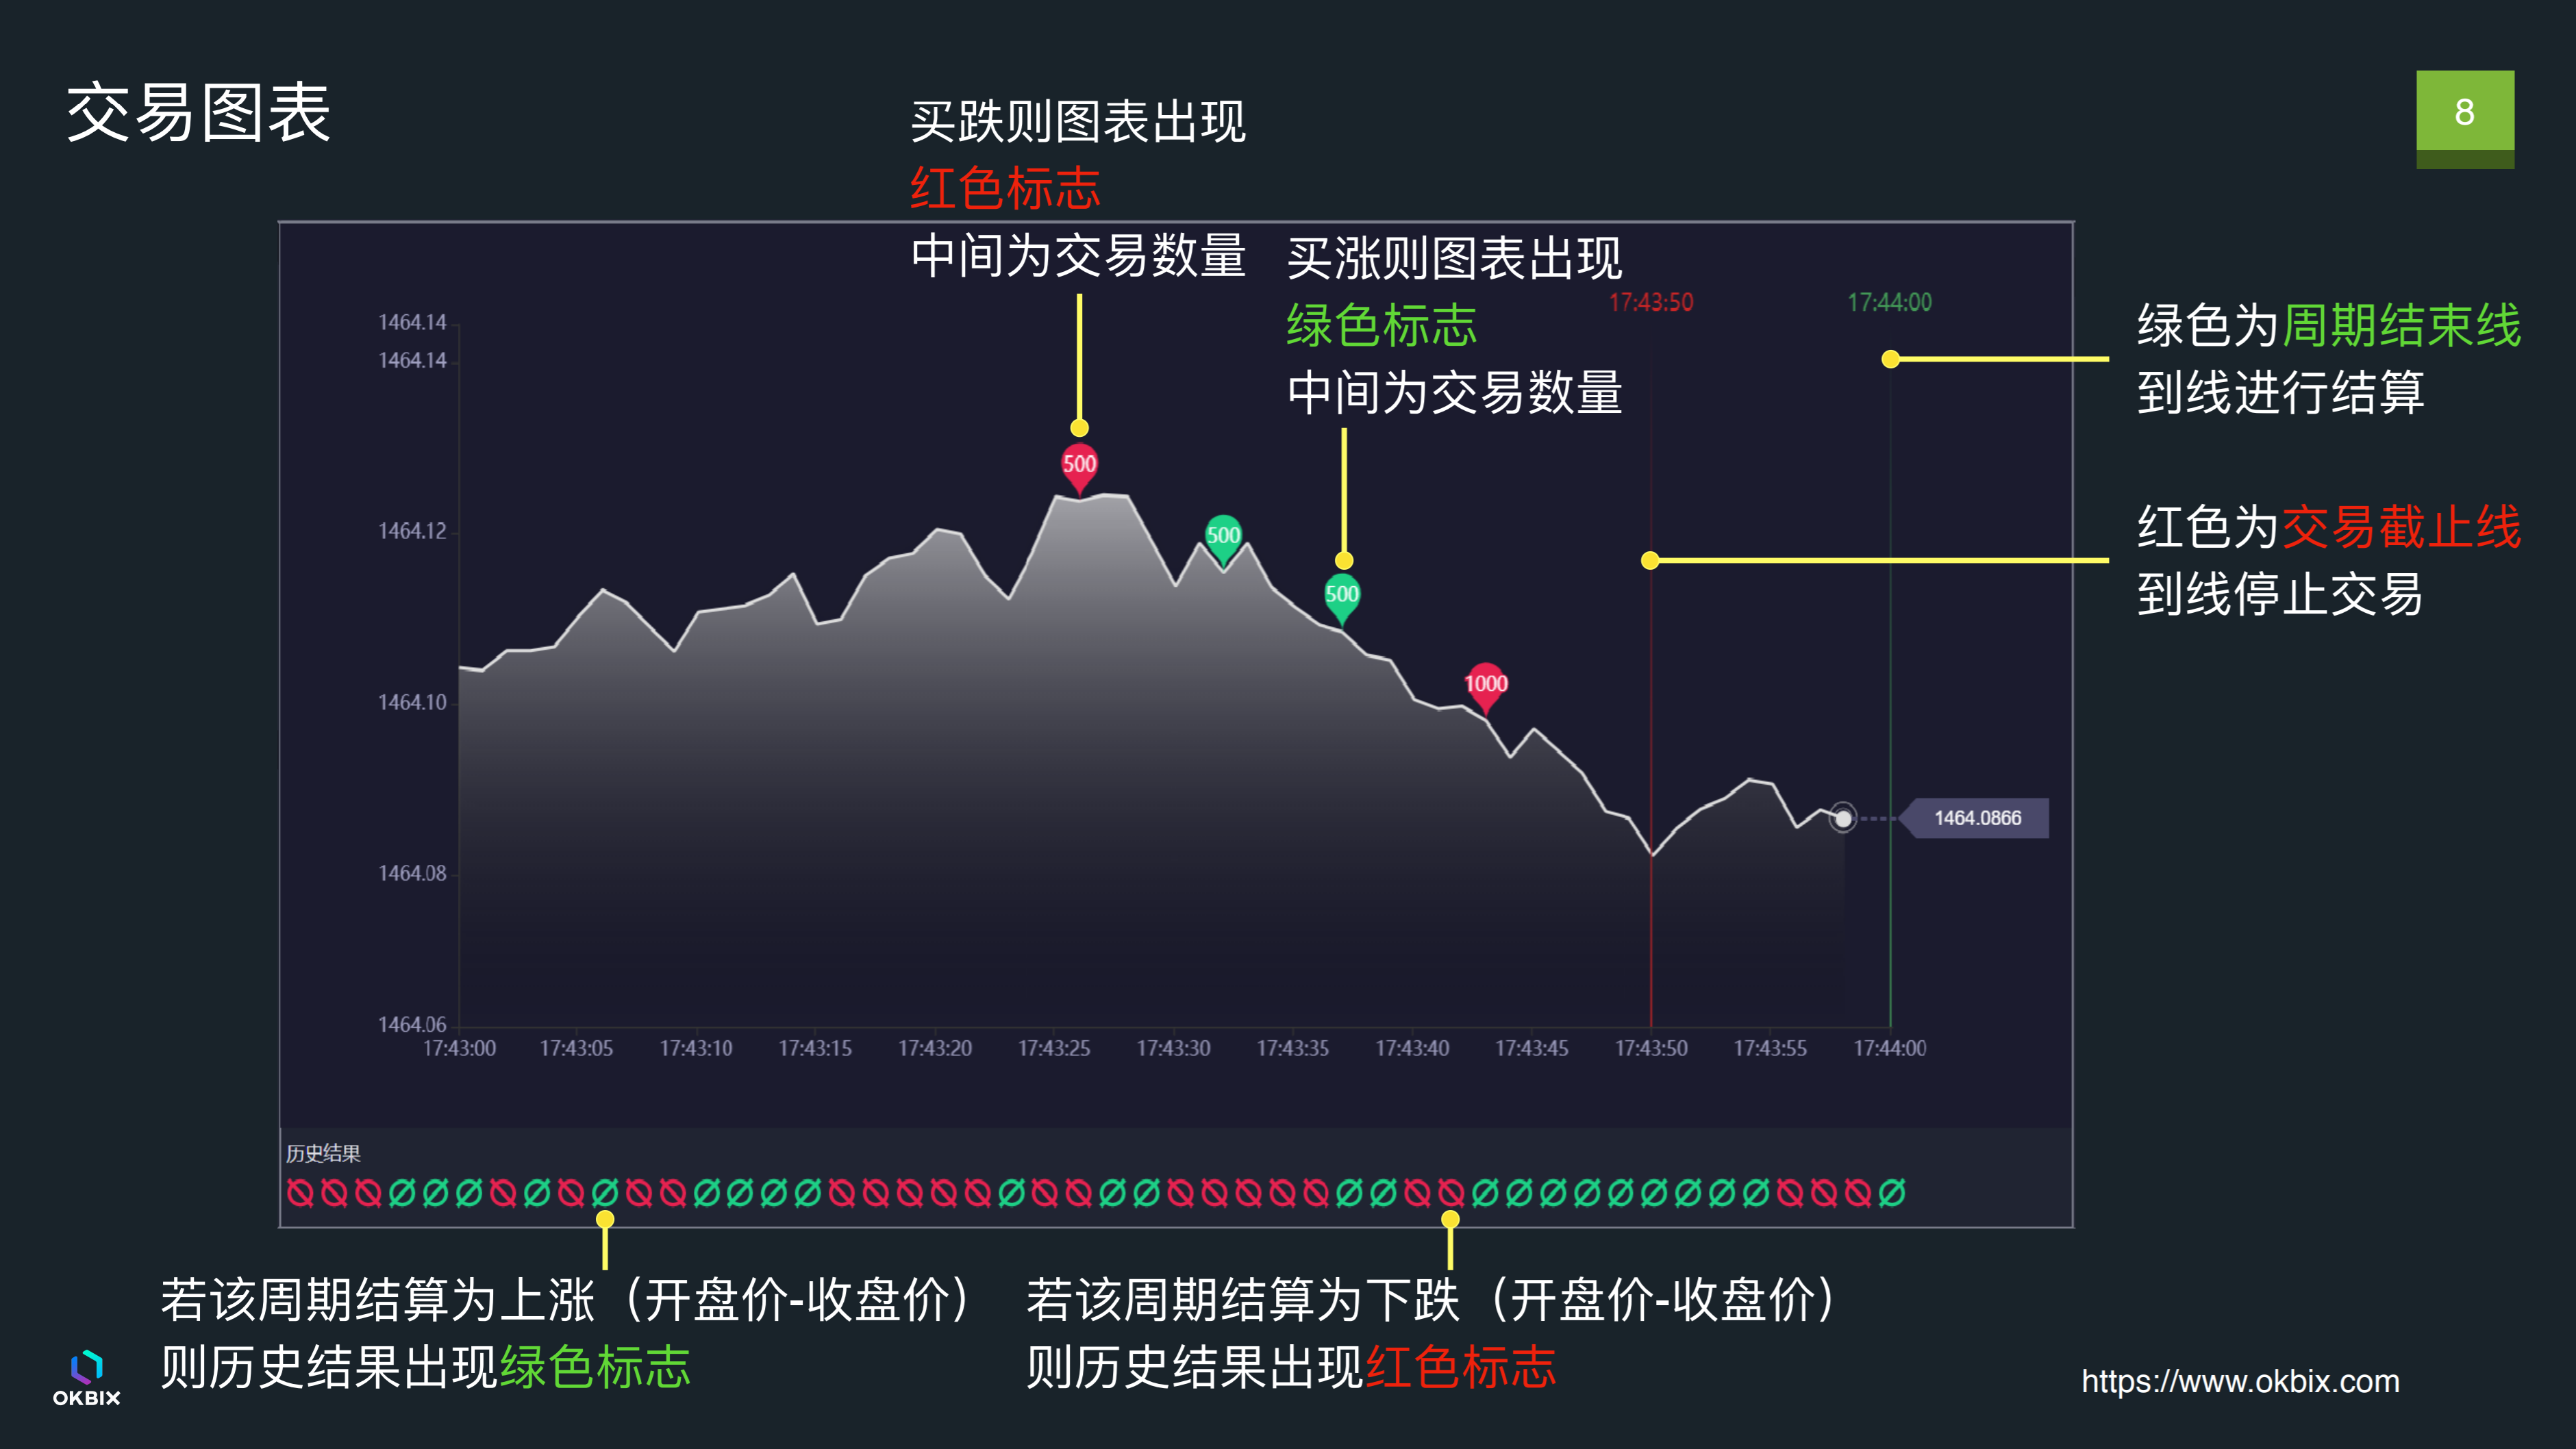 交易图表
8
买跌则图表出现
红色标志
中间为交易数量
买涨则图表出现
绿色标志
中间为交易数量
17:43:50
17:44:00
绿色为周期结束线
到线进行结算
红色为交易截止线
到线停止交易
1464.14
1464.14
1464.12
1464.10
1464.08
1464.06
500
500
500
1000
1464.0866
17:43:00 17:43:05 17:43:10 17:43:15 17:43:20 17:43:25 17:43:30 17:43:35 17:43:40 17:43:45 17:43:50 17:43:55 17:44:00
历史结果
若该周期结算为上涨（开盘价-收盘价）
则历史结果出现绿色标志
若该周期结算为下跌（开盘价-收盘价）
则历史结果出现红色标志
OKBIX
https://www.okbix.com